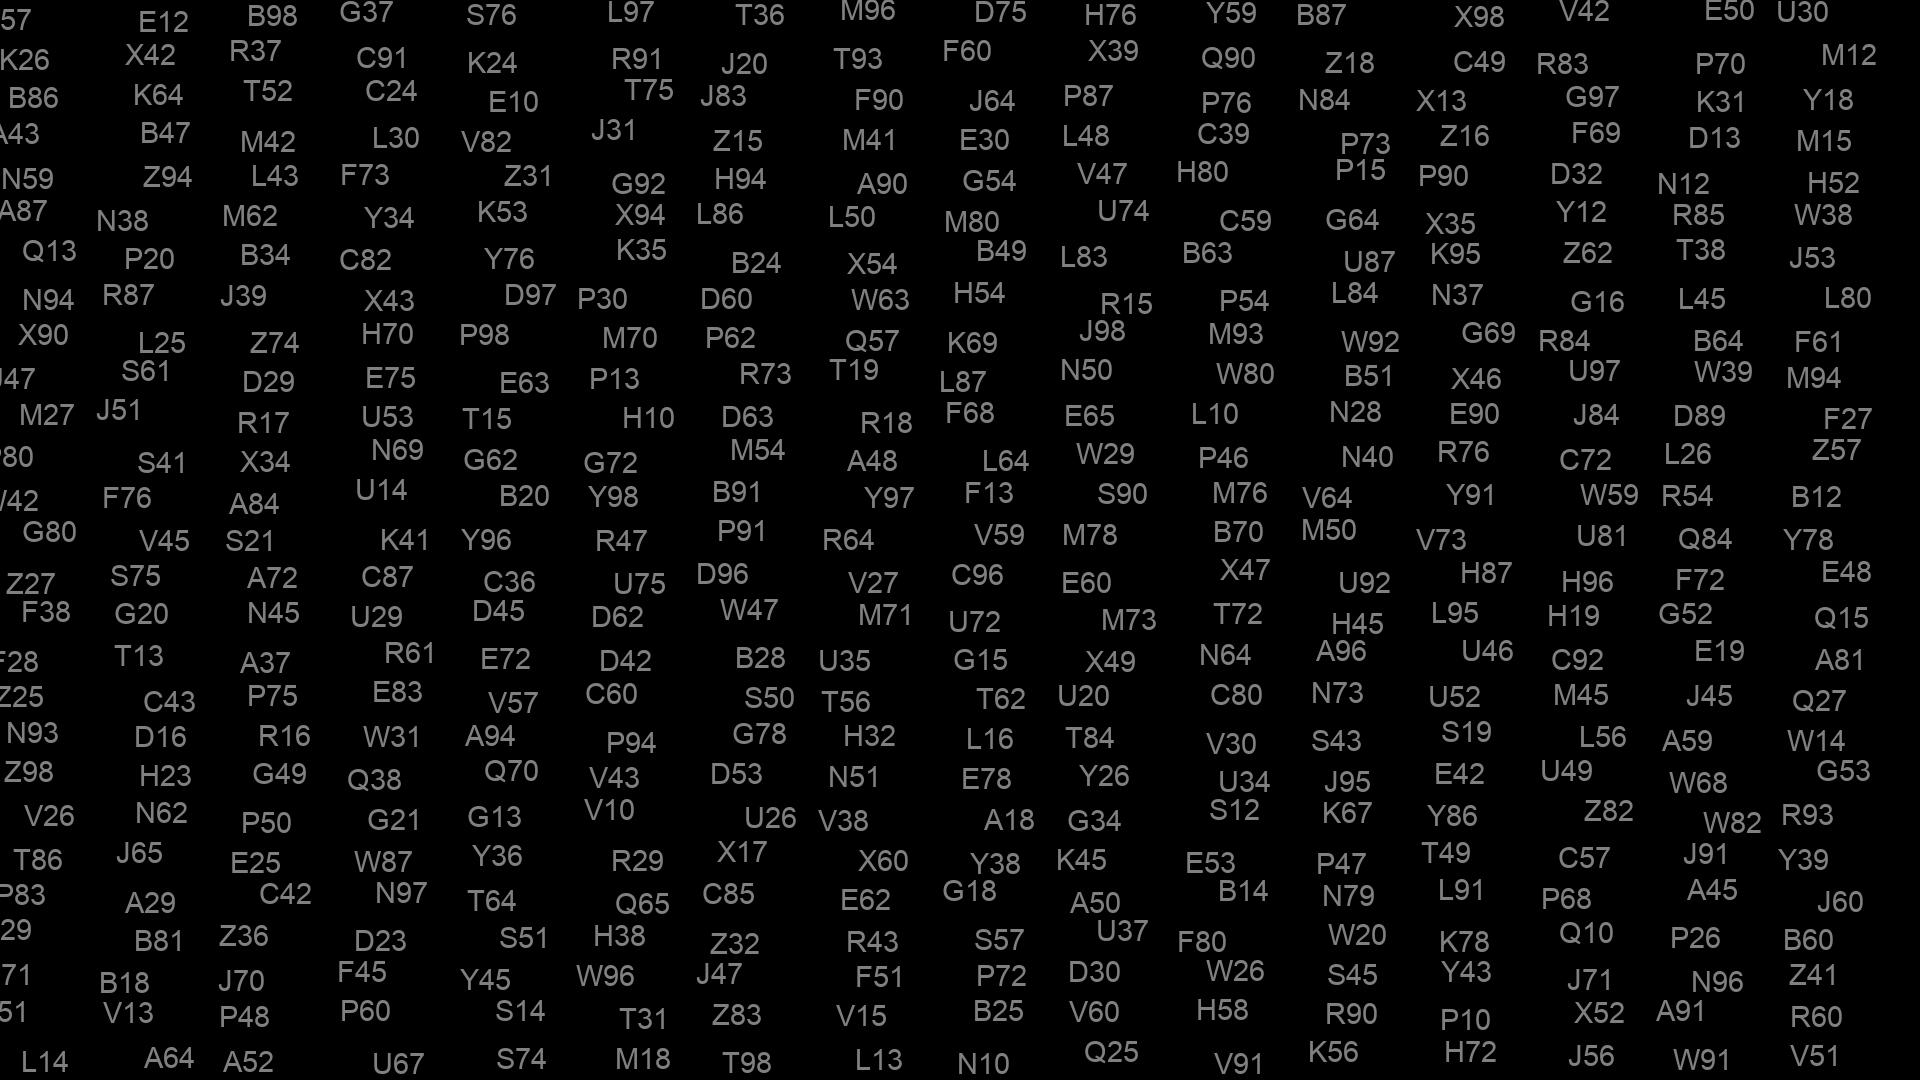 57 E12 B98 G37 S76 L97 T36 M96 D75 H76 Y59 B87 X98 V42 E50 U30
K26 X42 R37 C91 K24 R91 J20 T93 F60 X39 Q90 Z18 C49 R83 P70 M12
B86 K64 T52 C24 E10 T75 J83 F90 J64 P87 P76 N84 X13 G97 K31 Y18
A43 B47 M42 L30 V82 J31 Z15 M41 E30 L48 C39 P73 Z16 F69 D13 M15
N59 Z94 L43 F73 Z31 G92 H94 A90 G54 V47 H80 P15 P90 D32 N12 H52
A87 N38 M62 Y34 K53 X94 L86 L50 M80 U74 C59 G64 X35 Y12 R85 W38
Q13 P20 B34 C82 Y76 K35 B24 X54 B49 L83 B63 U87 K95 Z62 T38 J53
N94 R87 J39 X43 D97 P30 D60 W63 H54 R15 P54 L84 N37 G16 L45 L80
X90 L25 Z74 H70 P98 M70 P62 Q57 K69 J98 M93 W92 G69 R84 B64 F61
47 S61 D29 E75 E63 P13 R73 T19 L87 N50 W80 B51 X46 U97 W39 M94
M27 J51 R17 U53 T15 H10 D63 R18 F68 E65 L10 N28 E90 J84 D89 F27
80 S41 X34 N69 G62 G72 M54 A48 L64 W29 P46 N40 R76 C72 L26 Z57
42 F76 A84 U14 B20 Y98 B91 Y97 F13 S90 M76 V64 Y91 W59 R54 B12
G80 V45 S21 K41 Y96 R47 P91 R64 V59 M78 B70 M50 V73 U81 Q84 Y78
Z27 S75 A72 C87 C36 U75 D96 V27 C96 E60 X47 U92 H87 H96 F72 E48
F38 G20 N45 U29 D45 D62 W47 M71 U72 M73 T72 H45 L95 H19 G52 Q15
F28 T13 A37 R61 E72 D42 B28 U35 G15 X49 N64 A96 U46 C92 E19 A81
Z25 C43 P75 E83 V57 C60 S50 T56 T62 U20 C80 N73 U52 M45 J45 Q27
N93 D16 R16 W31 A94 P94 G78 H32 L16 T84 V30 S43 S19 L56 A59 W14
Z98 H23 G49 Q38 Q70 V43 D53 N51 E78 Y26 U34 J95 E42 U49 W68 G53
V26 N62 P50 G21 G13 V10 U26 V38 A18 G34 S12 K67 Y86 Z82 W82 R93
T86 J65 E25 W87 Y36 R29 X17 X60 Y38 K45 E53 P47 T49 C57 J91 Y39
P83 A29 C42 N97 T64 Q65 C85 E62 G18 A50 B14 N79 L91 P68 A45 J60
29 B81 Z36 D23 S51 H38 Z32 R43 S57 U37 F80 W20 K78 Q10 P26 B60
71 B18 J70 F45 Y45 W96 J47 F51 P72 D30 W26 S45 Y43 J71 N96 Z41
51 V13 P48 P60 S14 T31 Z83 V15 B25 V60 H58 R90 P10 X52 A91 R60
L14 A64 A52 U67 S74 M18 T98 L13 N10 Q25 V91 K56 H72 J56 W91 V51